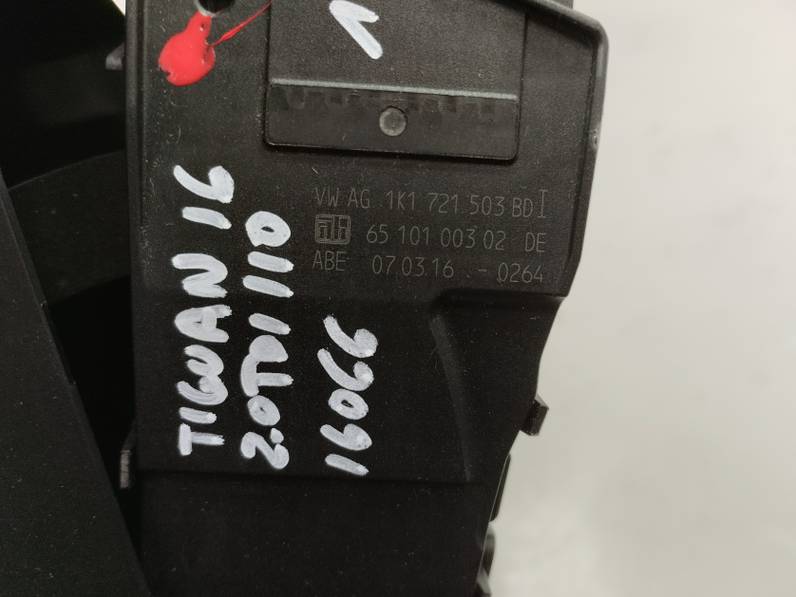 1
VW AG 1K1 721 503 BD I
65 101 003 02 DE
ABE 07.03.16 .- 0264
TIGUAN 16
2.0TDI 110
16066